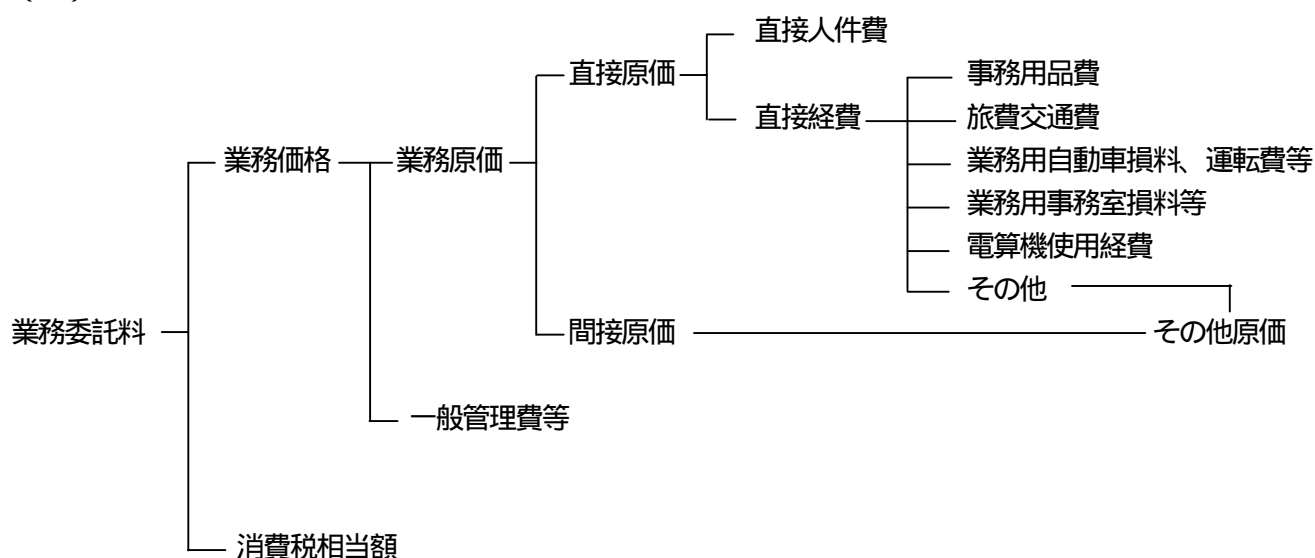 直接人件費
直接原価
事務用品費
直接経費
旅費交通費
業務価格
業務原価
業務用自動車損料、運転費等
業務用事務室損料等
電算機使用経費
その他
業務委託料
間接原価
その他原価
一般管理費等
消費税相当額